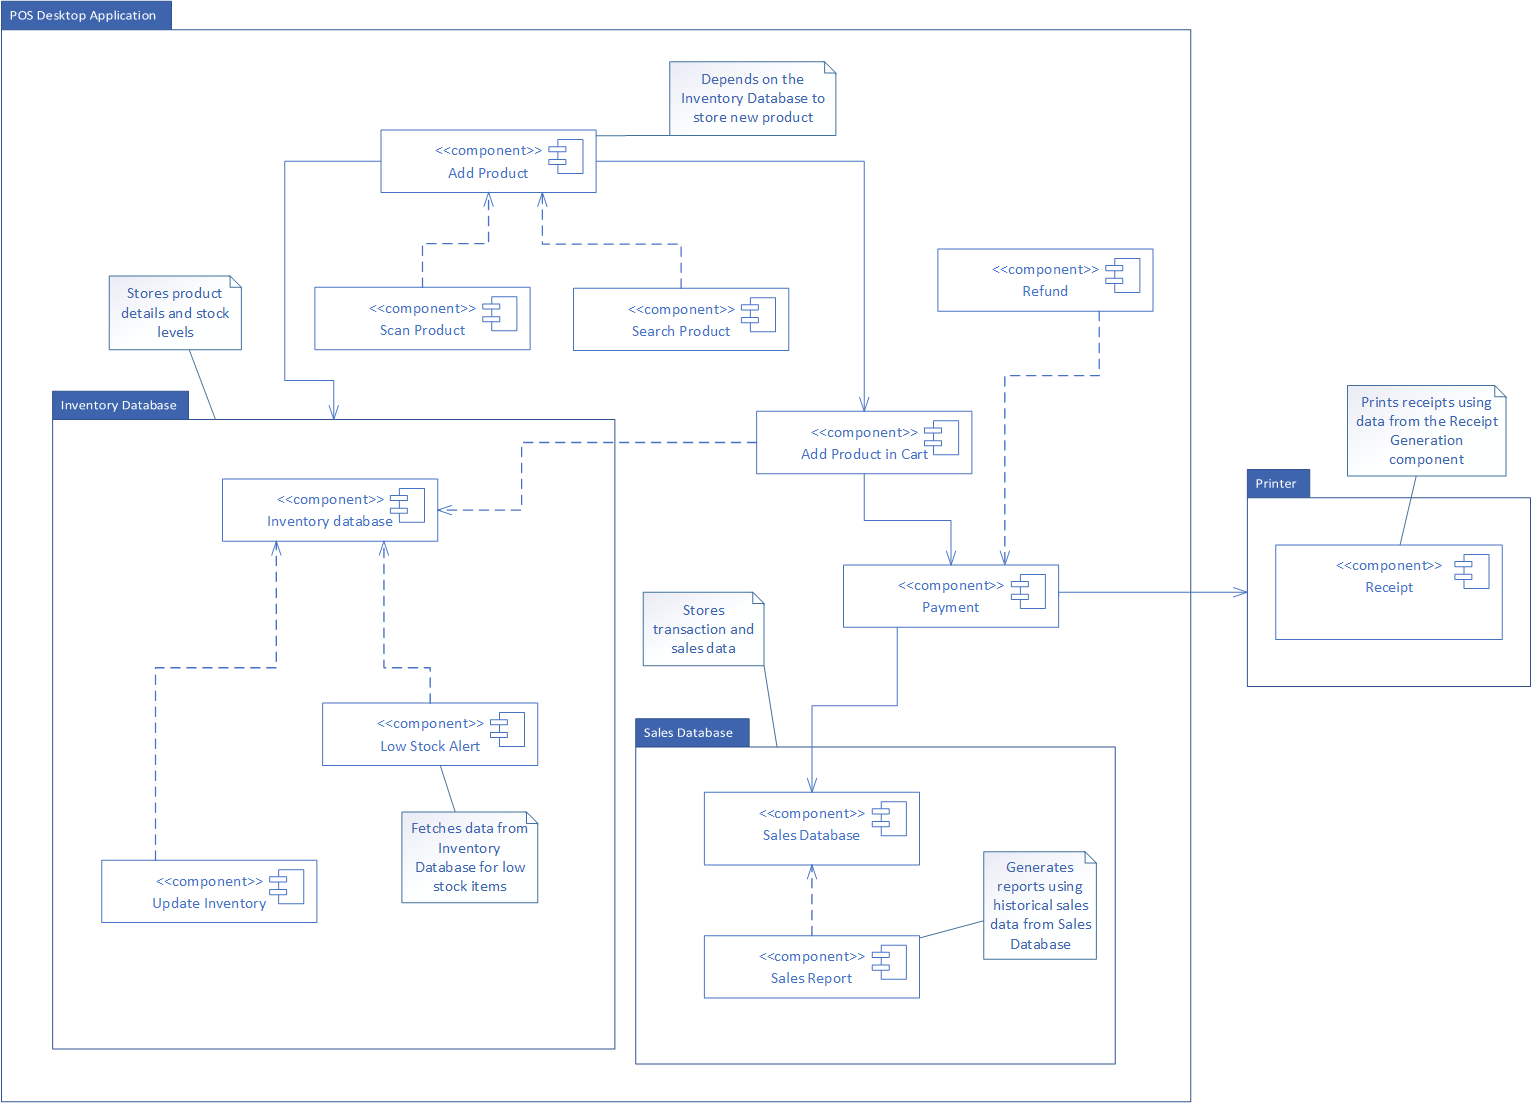 POS Desktop Application
Depends on the
Inventory Database to
store new product
<<component>>
Add Product
<<component>>
Refund
Stores product
details and stock
levels
<<component>>
Scan Product
<<component>>
Search Product
Inventory Database
Prints receipts using
data from the Receipt
Generation
component
<<component>>
Add Product in Cart
Printer
<<component>>
Inventory database
<<component>>
Receipt
<<component>>
Payment
Stores
transaction and
sales data
<<component>>
Low Stock Alert
Sales Database
<<component>>
Sales Database
Fetches data from
Inventory
Database for low
stock items
<<component>>
Update Inventory
Generates
reports using
historical sales
data from Sales
Database
<<component>>
Sales Report